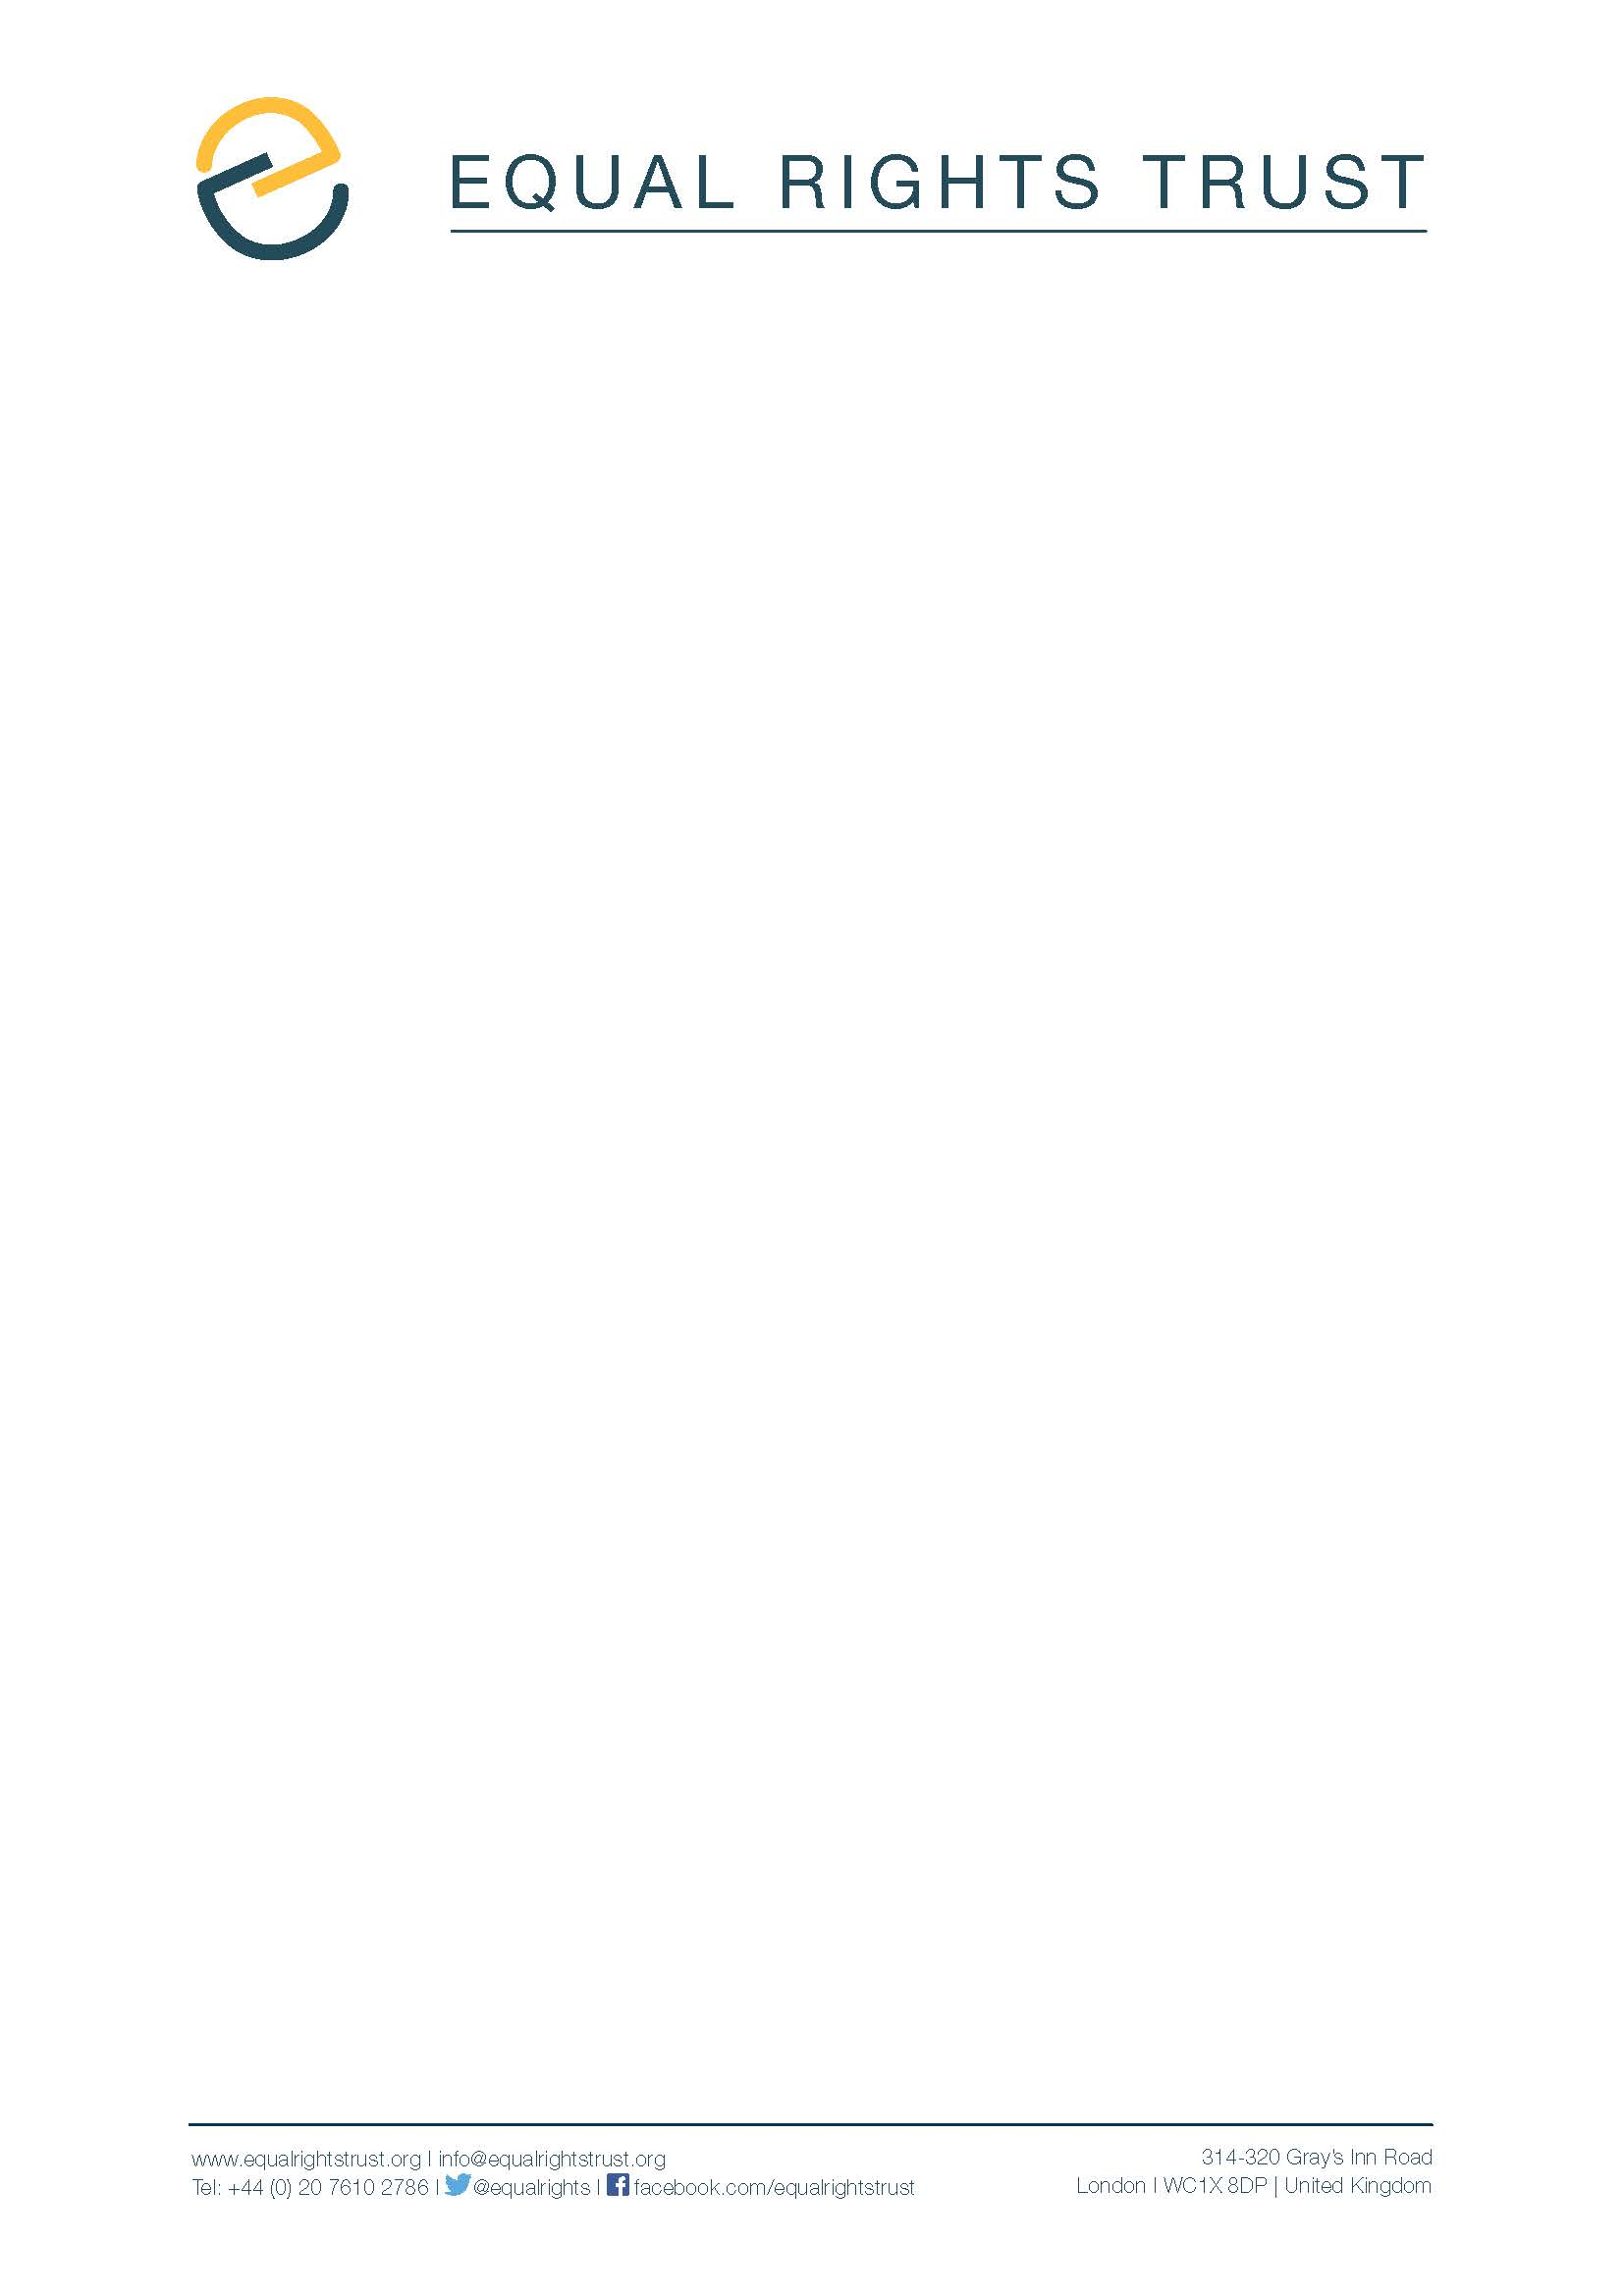 EQUAL RIGHTS TRUST
www.equalrightstrust.org | info@equalrightstrust.org
Tel: +44 (0) 20 7610 2786 | @equalrights | facebook.com/equalrightstrust
314-320 Gray's Inn Road
London | WC1X 8DP | United Kingdom